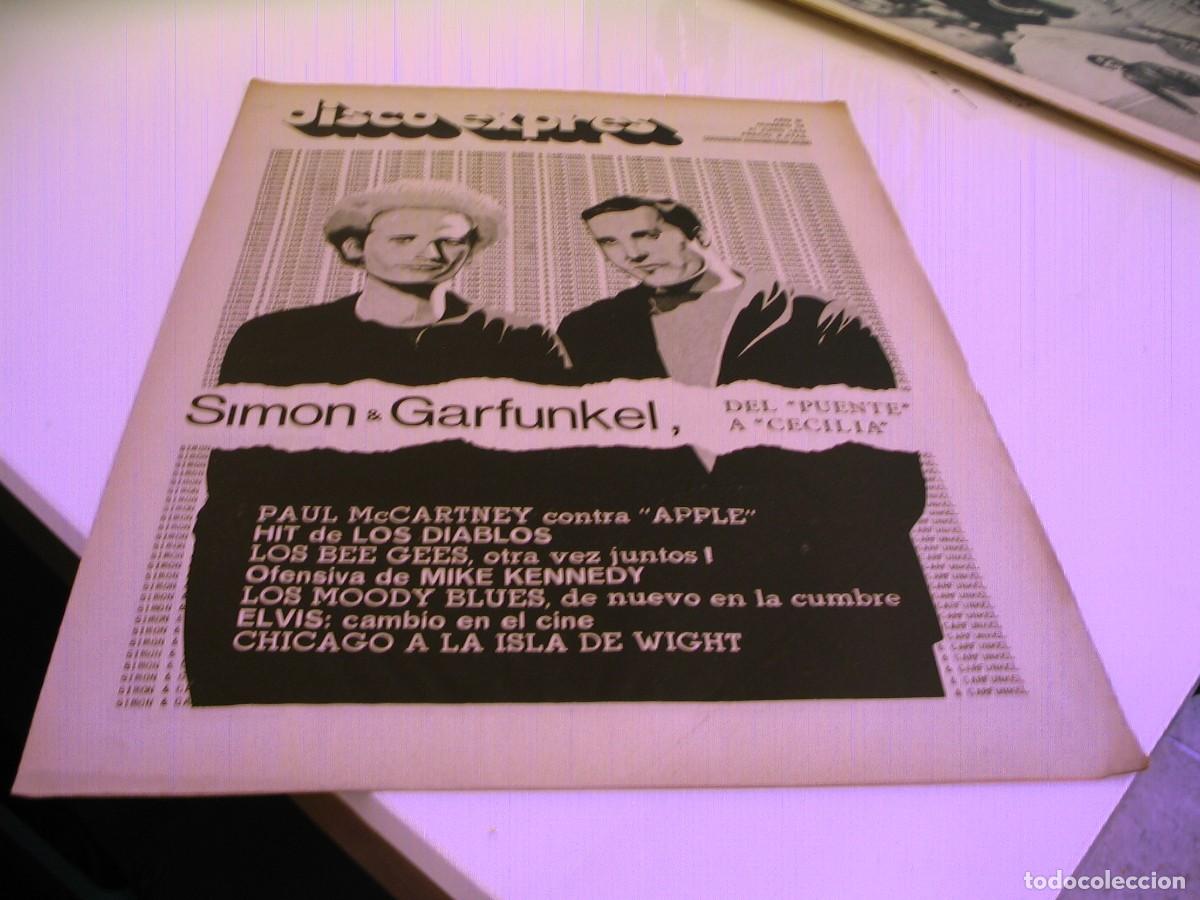 disco expres
Simon & Garfunkel,
DEL "PUENTE"
A "CECILIA"
PAUL McCARTNEY contra "APPLE"
HIT de LOS DIABLOS
LOS BEE GEES, otra vez juntos!
Ofensiva de MIKE KENNEDY
LOS MOODY BLUES, de nuevo en la cumbre
ELVIS: cambio en el cine
CHICAGO A LA ISLA DE WIGHT
todocoleccion